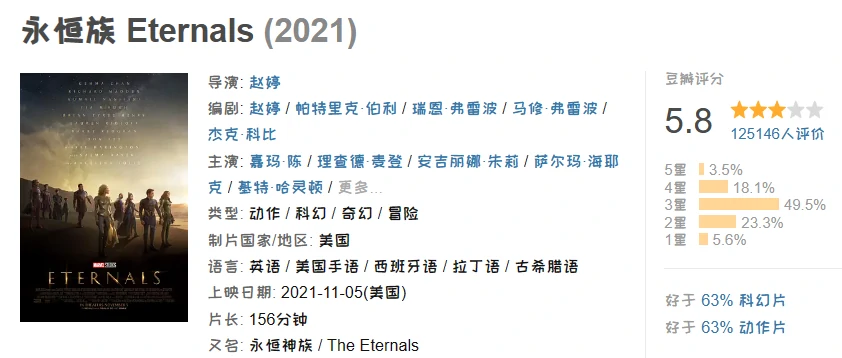 永恒族 Eternals (2021)
GEMMA CHAN
RICHARD MADDEN
MARVEL STUDIOS
ETERNALS
导演: 赵婷
编剧: 赵婷 / 帕特里克·伯利 / 瑞恩·弗雷波 / 马修·弗雷波 /
杰克·科比
主演: 嘉玛·陈 / 理查德·麦登 / 安吉丽娜·朱莉 / 萨尔玛·海耶
克 / 基特·哈灵顿 / 更多...
类型: 动作 / 科幻 / 奇幻 / 冒险
制片国家/地区: 美国
语言: 英语 / 美国手语 / 西班牙语 / 拉丁语 / 古希腊语
上映日期: 2021-11-05(美国)
片长: 156分钟
又名: 永恒神族 / The Eternals
豆瓣评分
5.8
125146人评价
5星 3.5%
4星 18.1%
3星 49.5%
2星 23.3%
1星 5.6%
好于 63% 科幻片
好于 63% 动作片